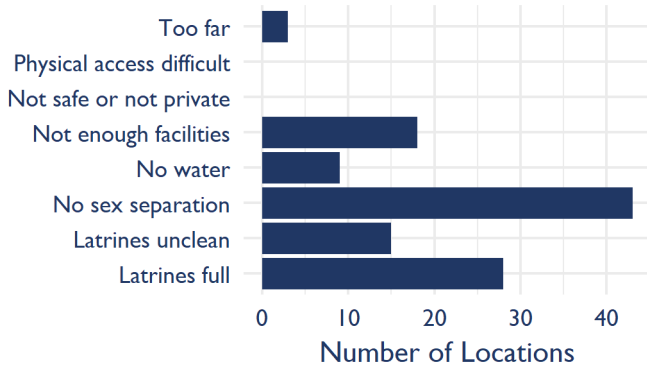 Too far
Physical access difficult
Not safe or not private
Not enough facilities
No water
No sex separation
Latrines unclean
Latrines full
0 10 20 30 40
Number of Locations